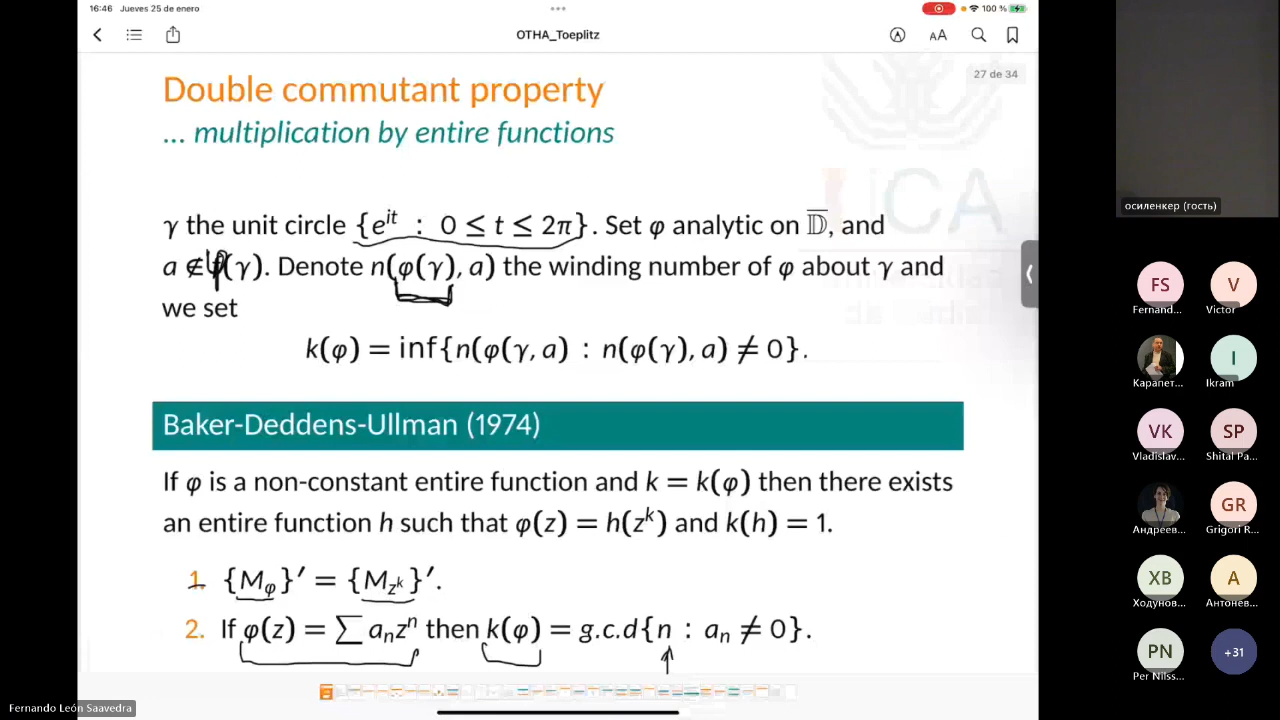 16:46 Jueves 25 de enero
100 %
OTHA_Toeplitz
27 de 34
Double commutant property
... multiplication by entire functions
UCA
γ the unit circle {e^{it} : 0 ≤ t ≤ 2π}. Set φ analytic on \overline{𝔻}, and
a ∉ φ(γ). Denote n(φ(γ), a) the winding number of φ about γ and
we set
k(φ) = inf{n(φ(γ, a) : n(φ(γ), a) ≠ 0}.
Baker-Deddens-Ullman (1974)
If φ is a non-constant entire function and k = k(φ) then there exists
an entire function h such that φ(z) = h(z^k) and k(h) = 1.
1. {M_φ}′ = {M_{z^k}}′.
2. If φ(z) = ∑ a_n z^n then k(φ) = g.c.d{n : a_n ≠ 0}.
Fernando León Saavedra
осиленкер (гость)
FS
Fernand...
V
Victor
Карапет...
I
Ikram
VK
Vladislav...
SP
Shital Pa...
Андреев...
GR
Grigori R...
ХВ
Ходунов...
А
Антонев...
PN
Per Nilss...
+31